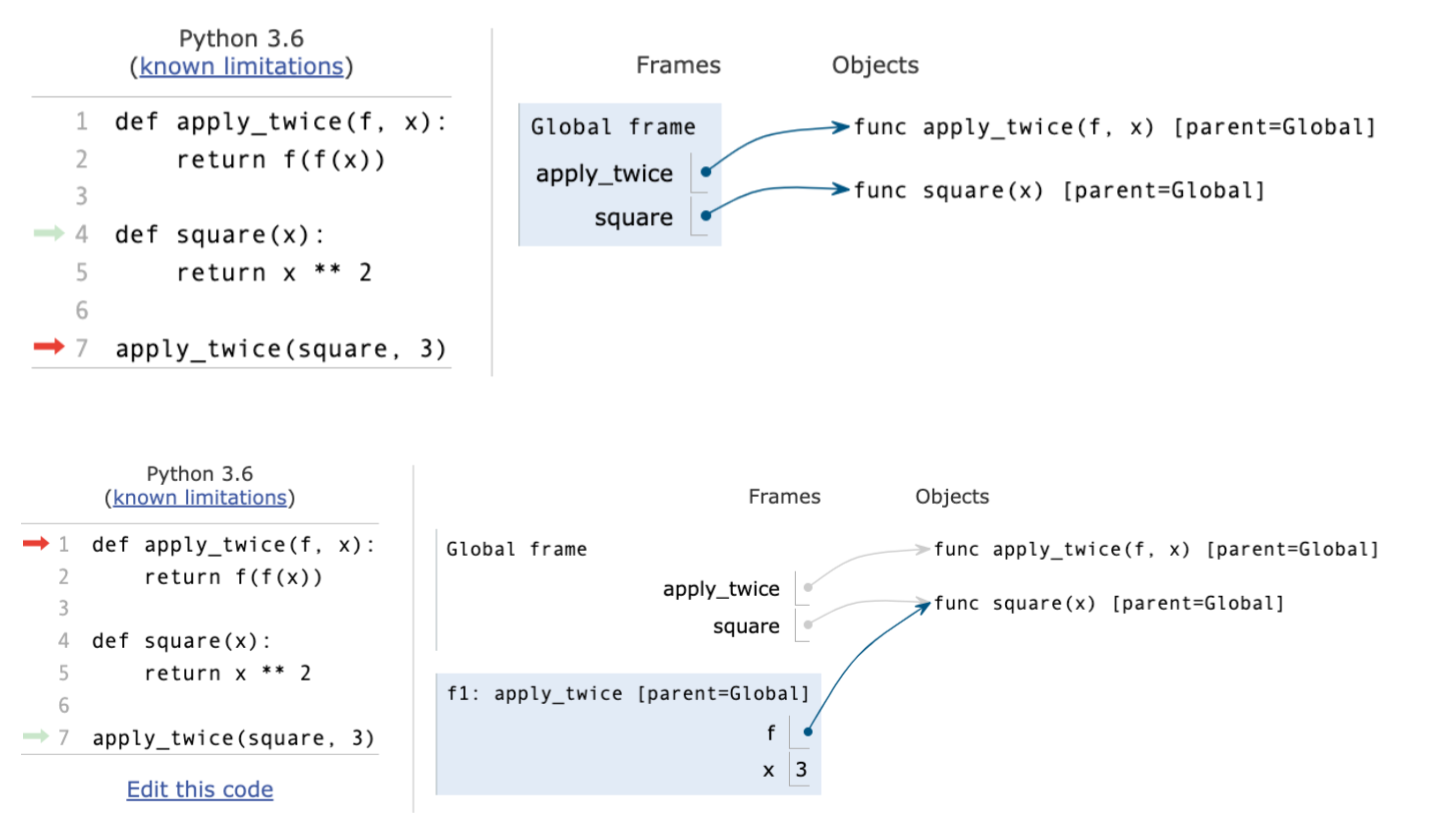 Python 3.6
(known limitations)
1 def apply_twice(f, x):
2     return f(f(x))
3
4 def square(x):
5     return x ** 2
6
7 apply_twice(square, 3)
Frames Objects
Global frame
apply_twice
square
func apply_twice(f, x) [parent=Global]
func square(x) [parent=Global]
Python 3.6
(known limitations)
1 def apply_twice(f, x):
2     return f(f(x))
3
4 def square(x):
5     return x ** 2
6
7 apply_twice(square, 3)
Edit this code
Frames Objects
Global frame
apply_twice
square
func apply_twice(f, x) [parent=Global]
func square(x) [parent=Global]
f1: apply_twice [parent=Global]
f
x 3